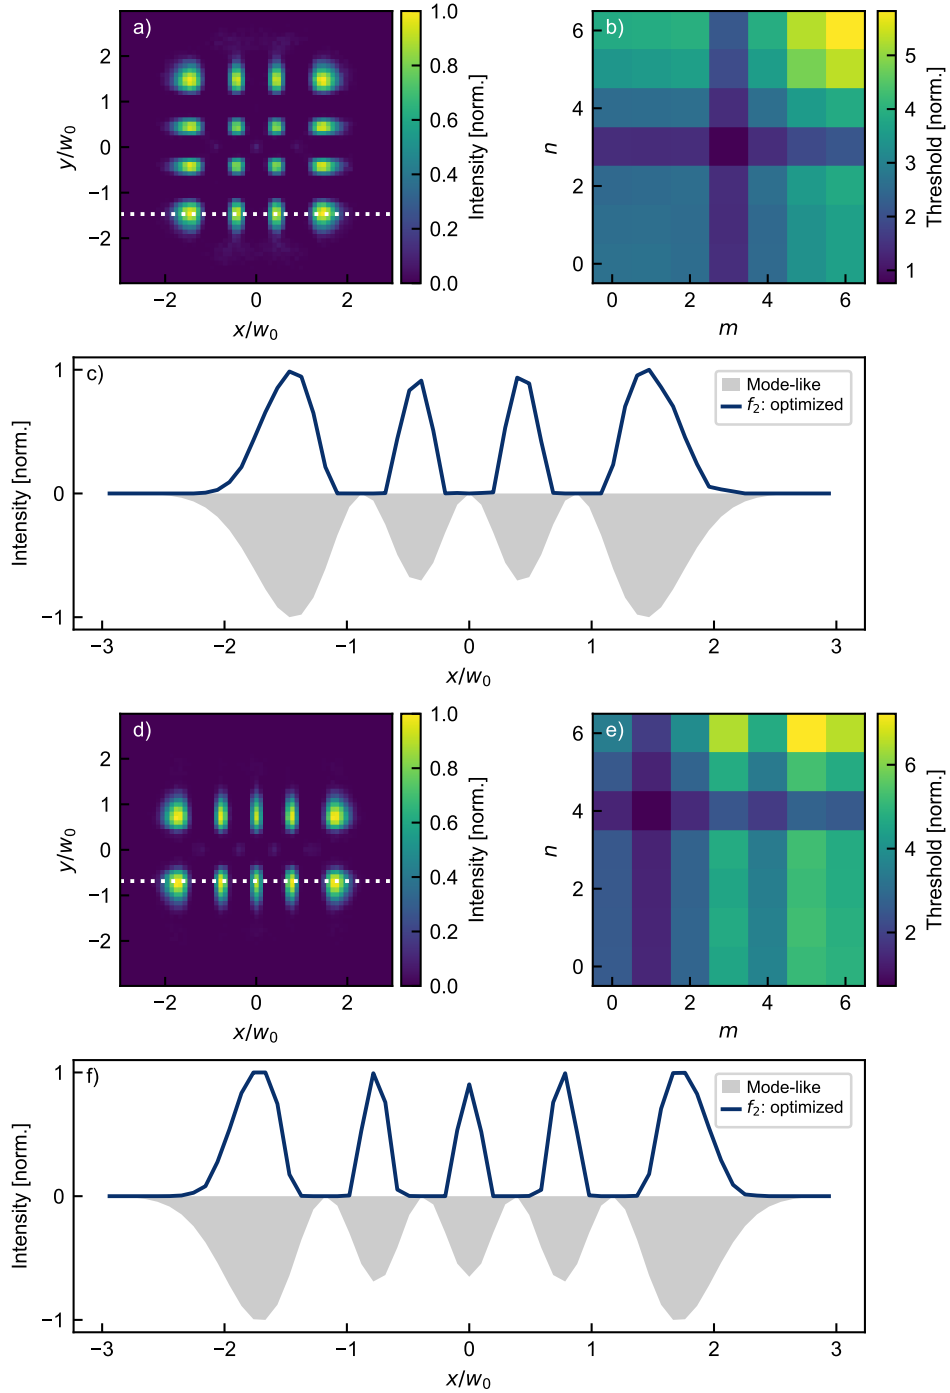 a)
2
1
0
−1
−2
y/w₀
−2
0
2
x/w₀
1.0
0.8
0.6
0.4
0.2
0.0
Intensity [norm.]
b)
6
4
2
0
n
0
2
4
6
m
5
4
3
2
1
Threshold [norm.]
c)
1
0
−1
Intensity [norm.]
Mode-like
f₂: optimized
−3
−2
−1
0
1
2
3
x/w₀
d)
2
1
0
−1
−2
y/w₀
−2
0
2
x/w₀
1.0
0.8
0.6
0.4
0.2
0.0
Intensity [norm.]
e)
6
4
2
0
n
0
2
4
6
m
6
4
2
Threshold [norm.]
f)
1
0
−1
Intensity [norm.]
Mode-like
f₂: optimized
−3
−2
−1
0
1
2
3
x/w₀